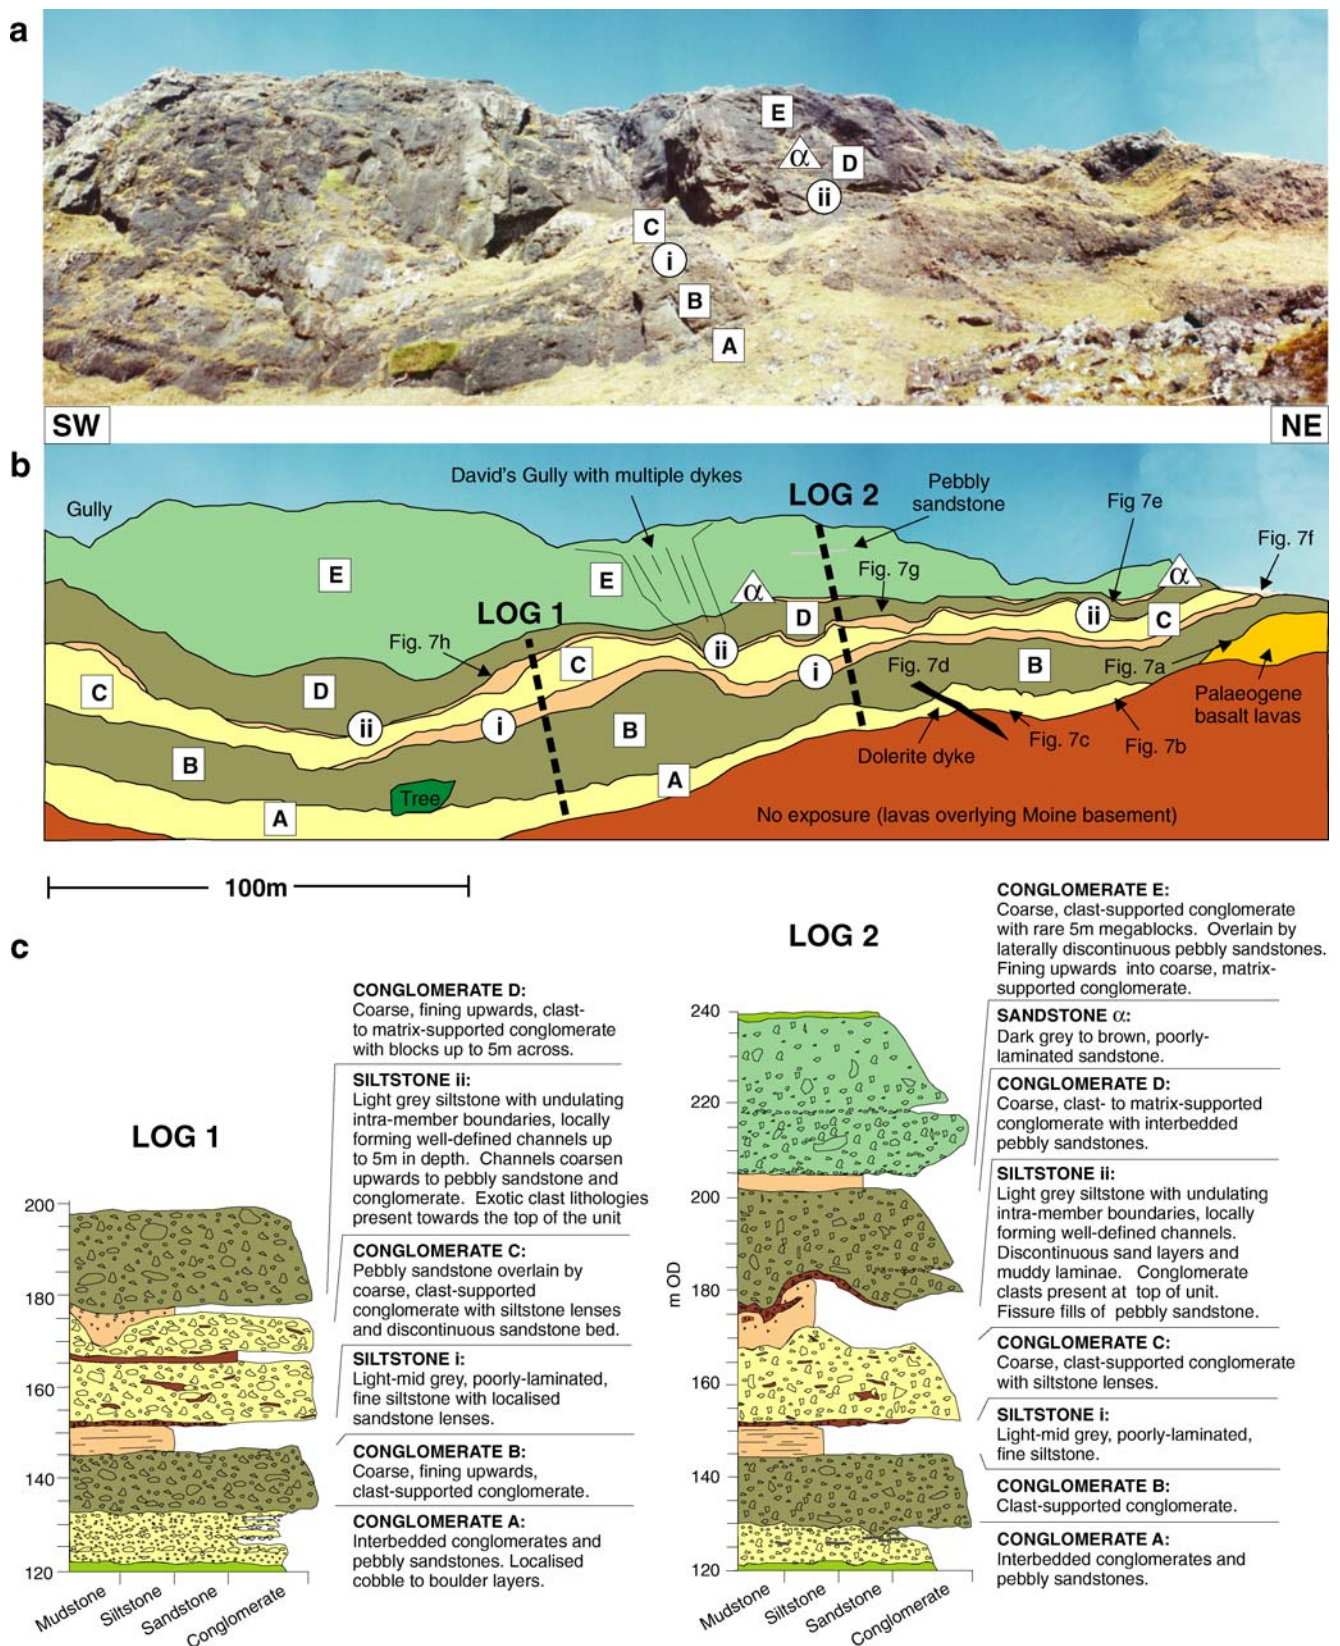 a
E
α
D
ii
C
i
B
A
SW
NE
b
Gully
David's Gully with multiple dykes
LOG 2
Pebbly
sandstone
Fig 7e
Fig. 7f
E
E
α
α
LOG 1
Fig. 7g
D
ii
C
Fig. 7h
C
ii
C
D
i
Fig. 7d
B
Fig. 7a
Palaeogene
basalt lavas
ii
i
B
B
Dolerite dyke
Fig. 7c
Fig. 7b
A
Tree
A
No exposure (lavas overlying Moine basement)
100m
c
LOG 1
200
180
160
140
120
Mudstone
Siltstone
Sandstone
Conglomerate
CONGLOMERATE D:
Coarse, fining upwards, clast-
to matrix-supported conglomerate
with blocks up to 5m across.
SILTSTONE ii:
Light grey siltstone with undulating
intra-member boundaries, locally
forming well-defined channels up
to 5m in depth. Channels coarsen
upwards to pebbly sandstone and
conglomerate. Exotic clast lithologies
present towards the top of the unit
CONGLOMERATE C:
Pebbly sandstone overlain by
coarse, clast-supported
conglomerate with siltstone lenses
and discontinuous sandstone bed.
SILTSTONE i:
Light-mid grey, poorly-laminated,
fine siltstone with localised
sandstone lenses.
CONGLOMERATE B:
Coarse, fining upwards,
clast-supported conglomerate.
CONGLOMERATE A:
Interbedded conglomerates and
pebbly sandstones. Localised
cobble to boulder layers.
LOG 2
m OD
240
220
200
180
160
140
120
Mudstone
Siltstone
Sandstone
Conglomerate
CONGLOMERATE E:
Coarse, clast-supported conglomerate
with rare 5m megablocks. Overlain by
laterally discontinuous pebbly sandstones.
Fining upwards into coarse, matrix-
supported conglomerate.
SANDSTONE α:
Dark grey to brown, poorly-
laminated sandstone.
CONGLOMERATE D:
Coarse, clast- to matrix-supported
conglomerate with interbedded
pebbly sandstones.
SILTSTONE ii:
Light grey siltstone with undulating
intra-member boundaries, locally
forming well-defined channels.
Discontinuous sand layers and
muddy laminae. Conglomerate
clasts present at top of unit.
Fissure fills of pebbly sandstone.
CONGLOMERATE C:
Coarse, clast-supported conglomerate
with siltstone lenses.
SILTSTONE i:
Light-mid grey, poorly-laminated,
fine siltstone.
CONGLOMERATE B:
Clast-supported conglomerate.
CONGLOMERATE A:
Interbedded conglomerates and
pebbly sandstones.